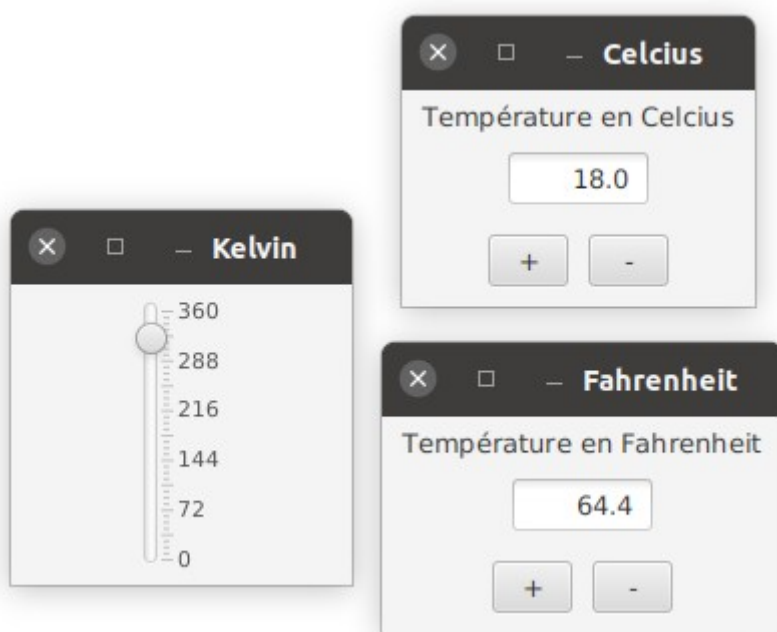 Celcius
Température en Celcius
18.0
+ -
Kelvin
360
288
216
144
72
0
Fahrenheit
Température en Fahrenheit
64.4
+ -